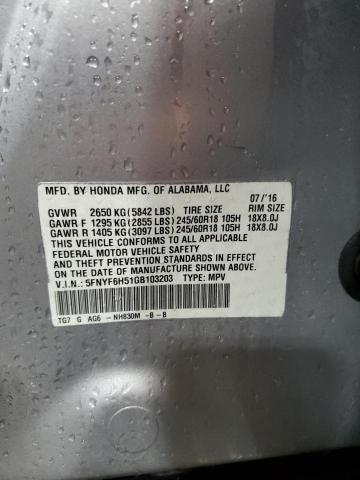 MFD. BY HONDA MFG. OF ALABAMA, LLC
07/'16
GVWR 2650 KG (5842 LBS) TIRE SIZE RIM SIZE
GAWR F 1295 KG (2855 LBS) 245/60R18 105H 18X8.0J
GAWR R 1405 KG (3097 LBS) 245/60R18 105H 18X8.0J
THIS VEHICLE CONFORMS TO ALL APPLICABLE
FEDERAL MOTOR VEHICLE SAFETY
AND THEFT PREVENTION STANDARDS IN EFFECT
ON THE DATE OF MANUFACTURE SHOWN ABOVE.
V.I.N.: 5FNYF6H51GB103203 TYPE: MPV
TG7 G AG6 -NH830M -B-B